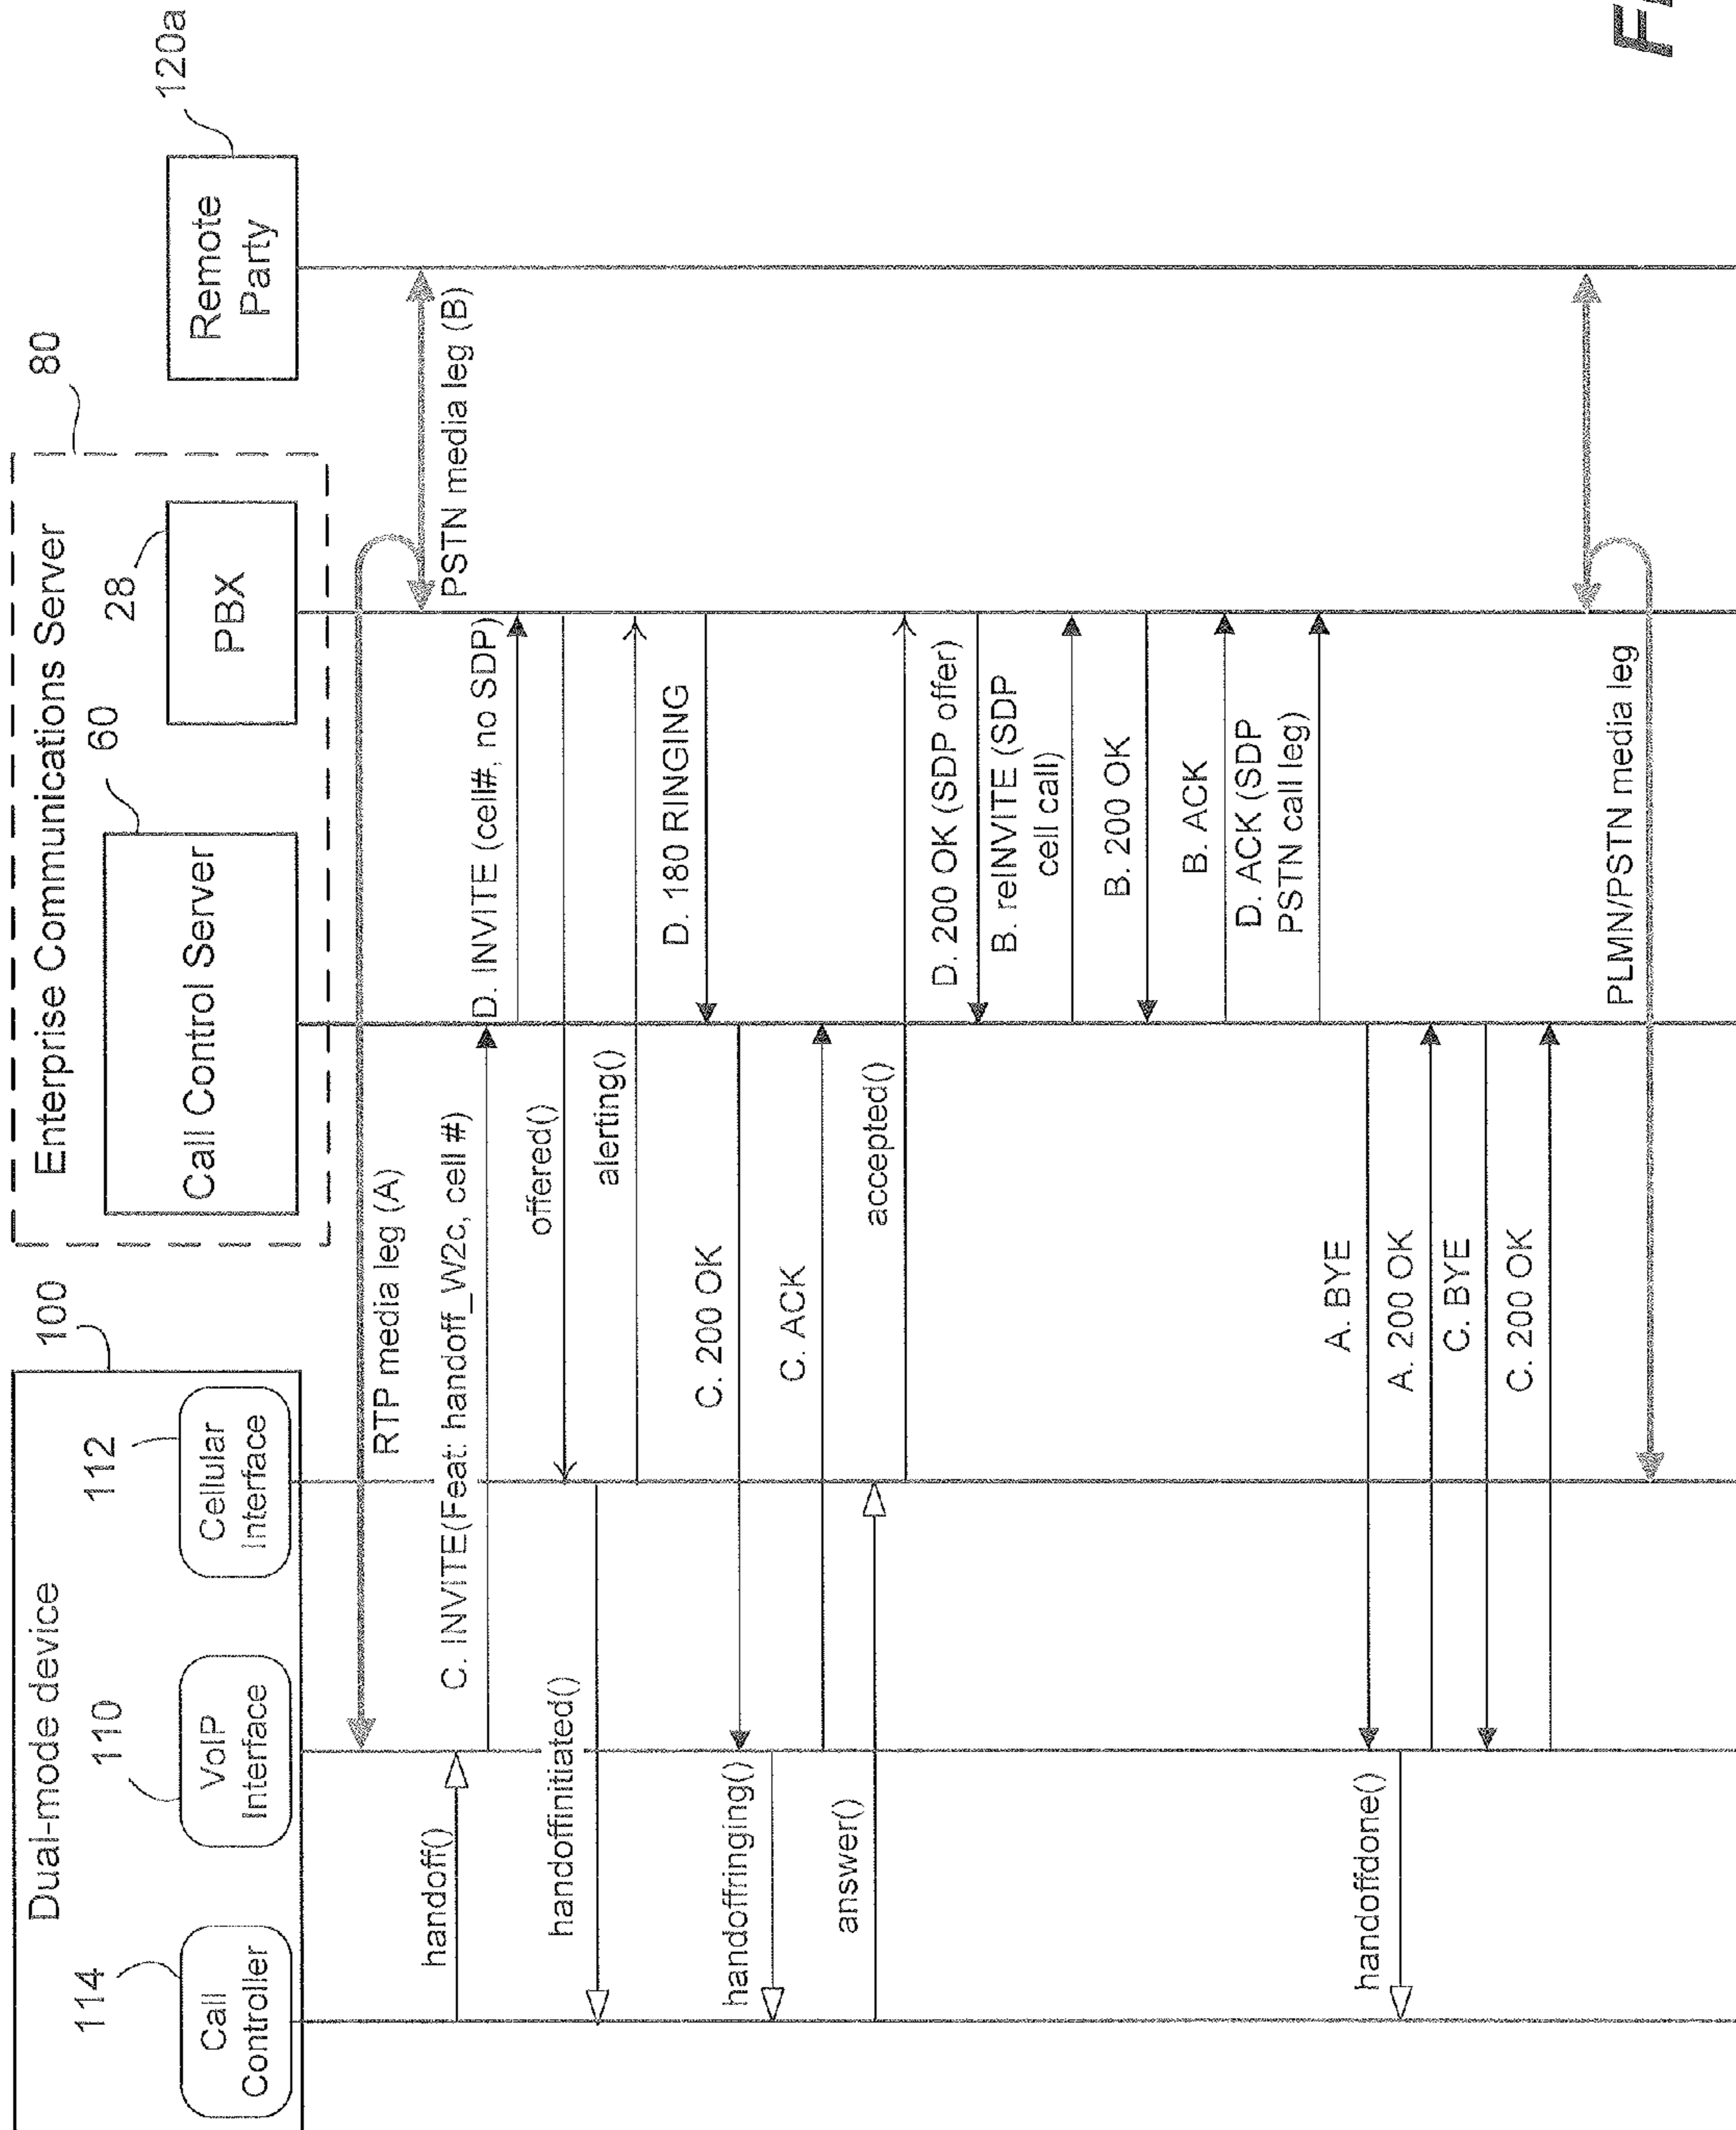 Dual-mode device
100
114
110
112
Call
Controller
VoIP
Interface
Cellular
Interface
Enterprise Communications Server
80
60
28
Call Control Server
PBX
120a
Remote
Party
RTP media leg (A)
PSTN media leg (B)
handoff()
C. INVITE(Feat: handoff_W2c, cell #)
D. INVITE (cell#, no SDP)
offered()
handoffinitiated()
alerting()
D. 180 RINGING
C. 200 OK
handoffringing()
C. ACK
answer()
accepted()
D. 200 OK (SDP offer)
B. reINVITE (SDP
cell call)
B. 200 OK
B. ACK
D. ACK (SDP
PSTN call leg)
A. BYE
handoffdone()
A. 200 OK
C. BYE
C. 200 OK
PLMN/PSTN media leg